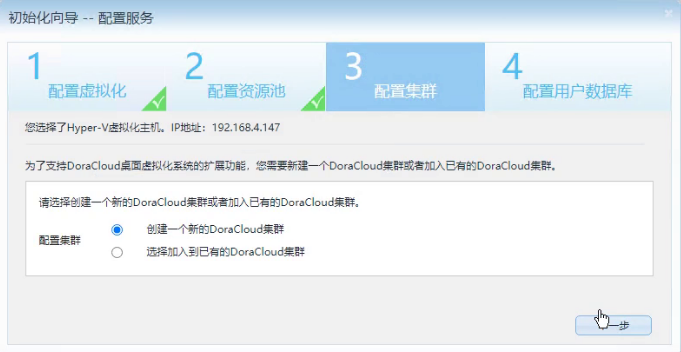 初始化向导 -- 配置服务
1 配置虚拟化
2 配置资源池
3 配置集群
4 配置用户数据库
您选择了Hyper-V虚拟化主机。IP地址：192.168.4.147
为了支持DoraCloud桌面虚拟化系统的扩展功能，您需要新建一个DoraCloud集群或者加入已有的DoraCloud集群。
请选择创建一个新的DoraCloud集群或者加入已有的DoraCloud集群。
配置集群
创建一个新的DoraCloud集群
选择加入到已有的DoraCloud集群
一步